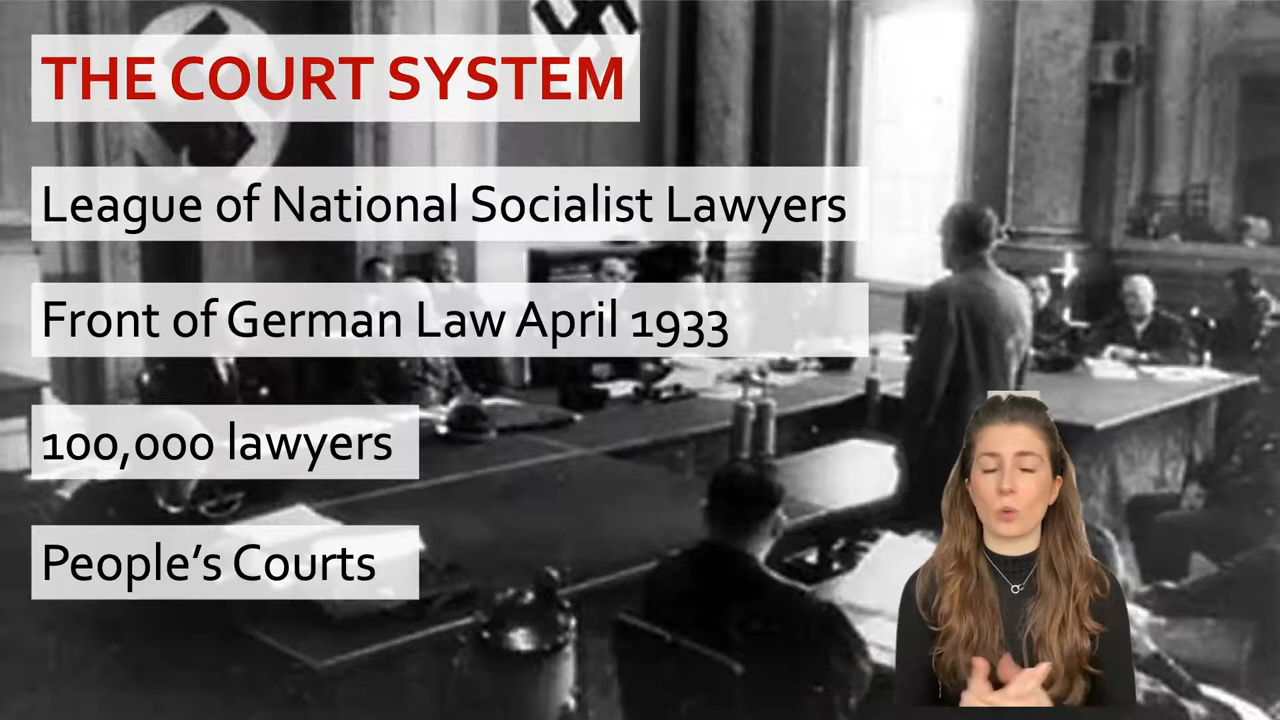 THE COURT SYSTEM
League of National Socialist Lawyers
Front of German Law April 1933
100,000 lawyers
People's Courts